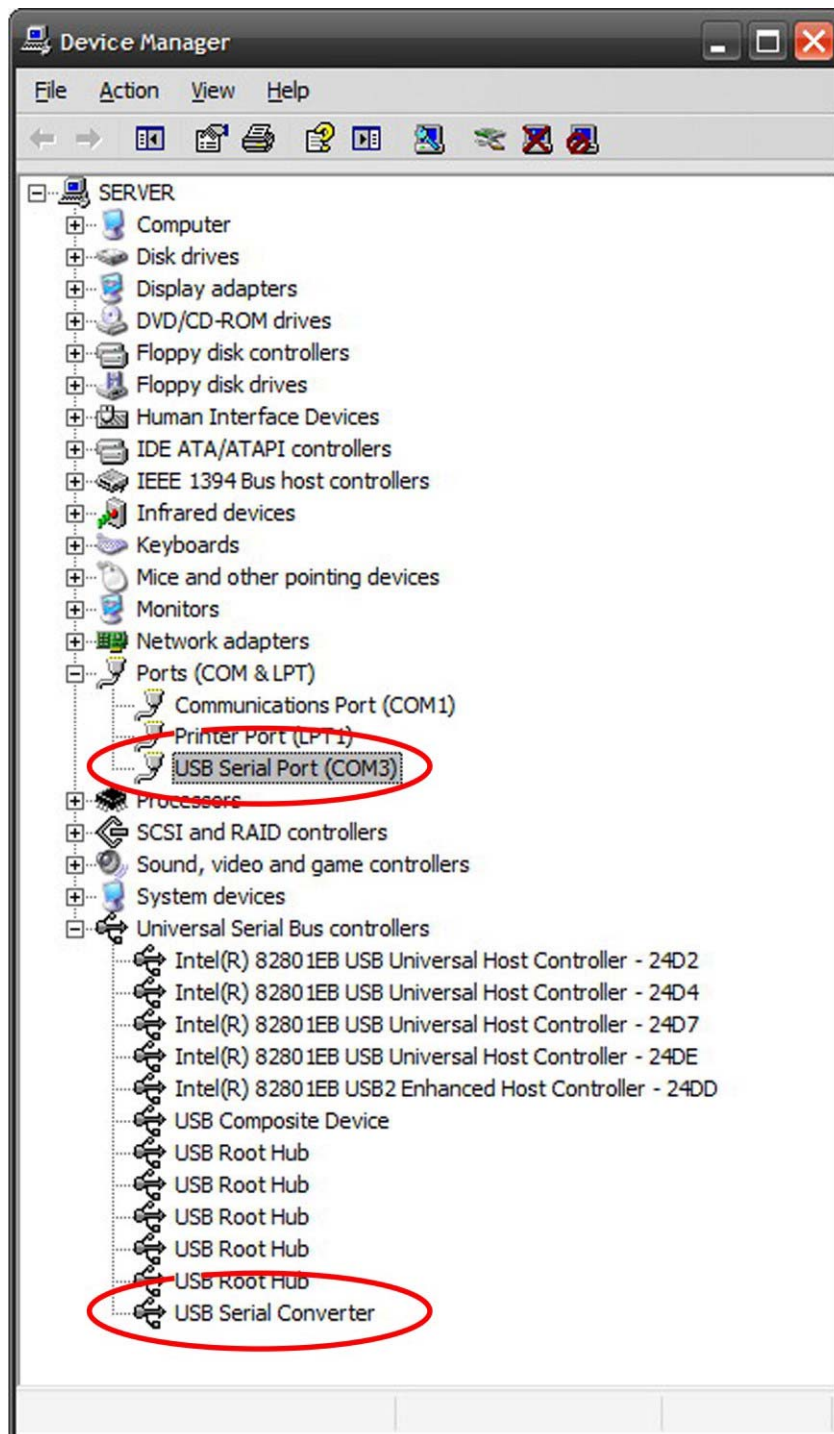 Device Manager
File Action View Help
SERVER
Computer
Disk drives
Display adapters
DVD/CD-ROM drives
Floppy disk controllers
Floppy disk drives
Human Interface Devices
IDE ATA/ATAPI controllers
IEEE 1394 Bus host controllers
Infrared devices
Keyboards
Mice and other pointing devices
Monitors
Network adapters
Ports (COM & LPT)
Communications Port (COM1)
Printer Port (LPT1)
USB Serial Port (COM3)
Processors
SCSI and RAID controllers
Sound, video and game controllers
System devices
Universal Serial Bus controllers
Intel(R) 82801EB USB Universal Host Controller - 24D2
Intel(R) 82801EB USB Universal Host Controller - 24D4
Intel(R) 82801EB USB Universal Host Controller - 24D7
Intel(R) 82801EB USB Universal Host Controller - 24DE
Intel(R) 82801EB USB2 Enhanced Host Controller - 24DD
USB Composite Device
USB Root Hub
USB Root Hub
USB Root Hub
USB Root Hub
USB Root Hub
USB Serial Converter